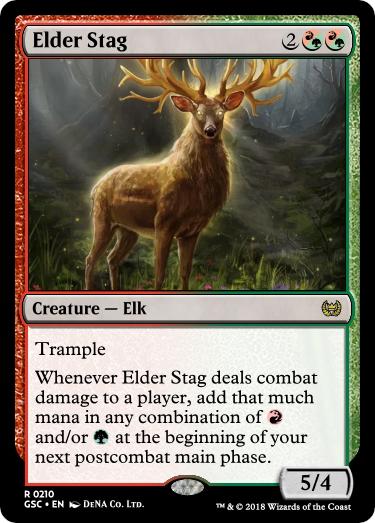 Elder Stag 2
Creature — Elk
Trample
Whenever Elder Stag deals combat
damage to a player, add that much
mana in any combination of
and/or at the beginning of your
next postcombat main phase.
5/4
R 0210
GSC • EN DeNA Co. Ltd.
™ & © 2018 Wizards of the Coast